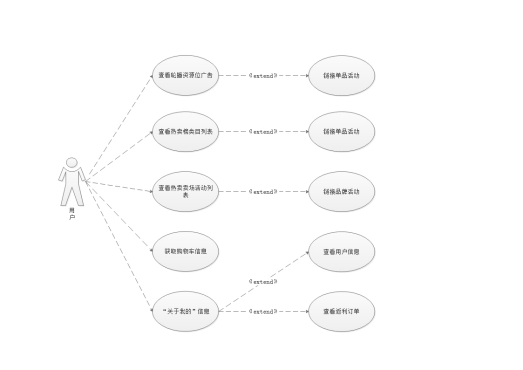 查看轮播资源位广告
《extend》
链接单品活动
查看热卖榜类目列表
《extend》
链接单品活动
查看热卖卖场活动列
表
《extend》
链接品牌活动
用
户
获取购物车信息
查看用户信息
《extend》
“关于我的”信息
《extend》
查看返利订单